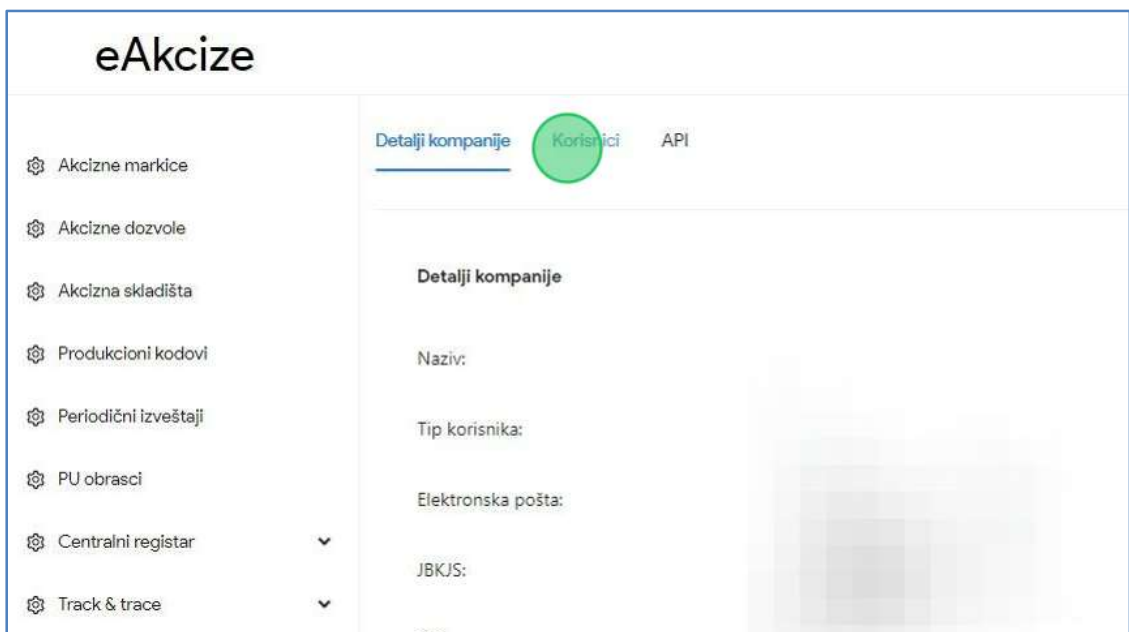 eAkcize
Akcizne markice
Akcizne dozvole
Akcizna skladišta
Produkcioni kodovi
Periodični izveštaji
PU obrasci
Centralni registar
Track & trace
Detalji kompanije Korisnici API
Detalji kompanije
Naziv:
Tip korisnika:
Elektronska pošta:
JBKJS: